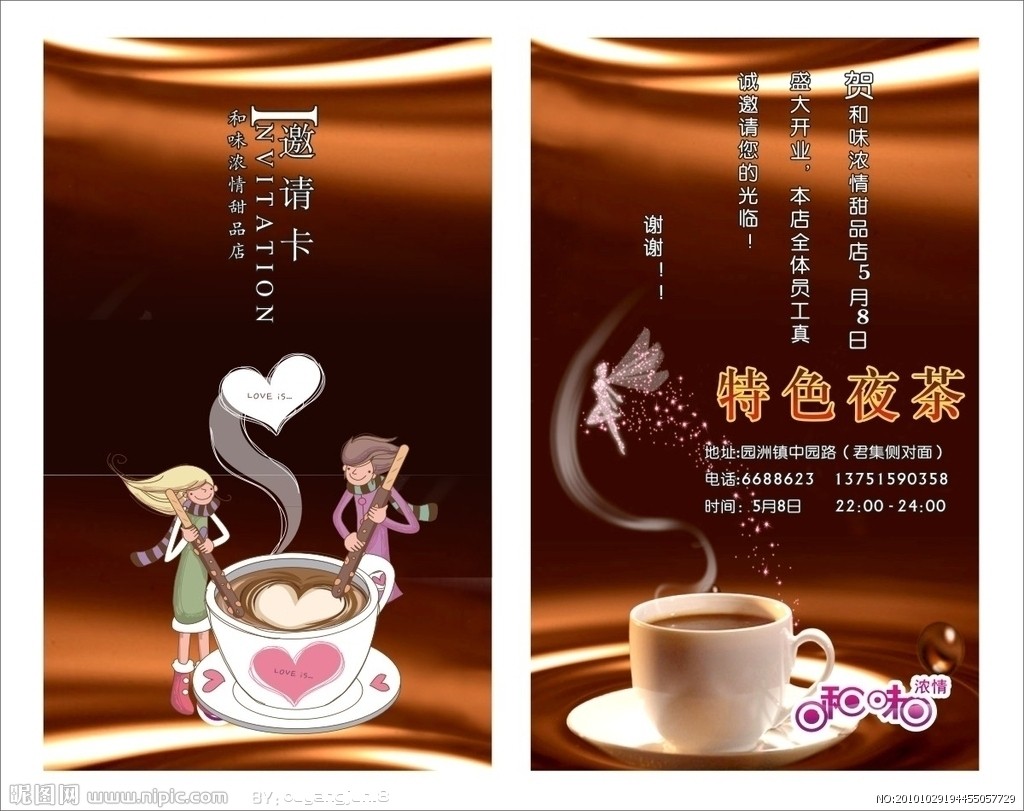 邀请卡
INVITATION
和味浓情甜品店
LOVE iS...
LOVE iS...
贺和味浓情甜品店5月8日
盛大开业，本店全体员工真
诚邀请您的光临！
谢谢！！
特色夜茶
地址:园洲镇中园路（君集侧对面）
电话:6688623 13751590358
时间：5月8日 22:00-24:00
和味
浓情
昵图网 www.nipic.com
NO:20101029194455057729